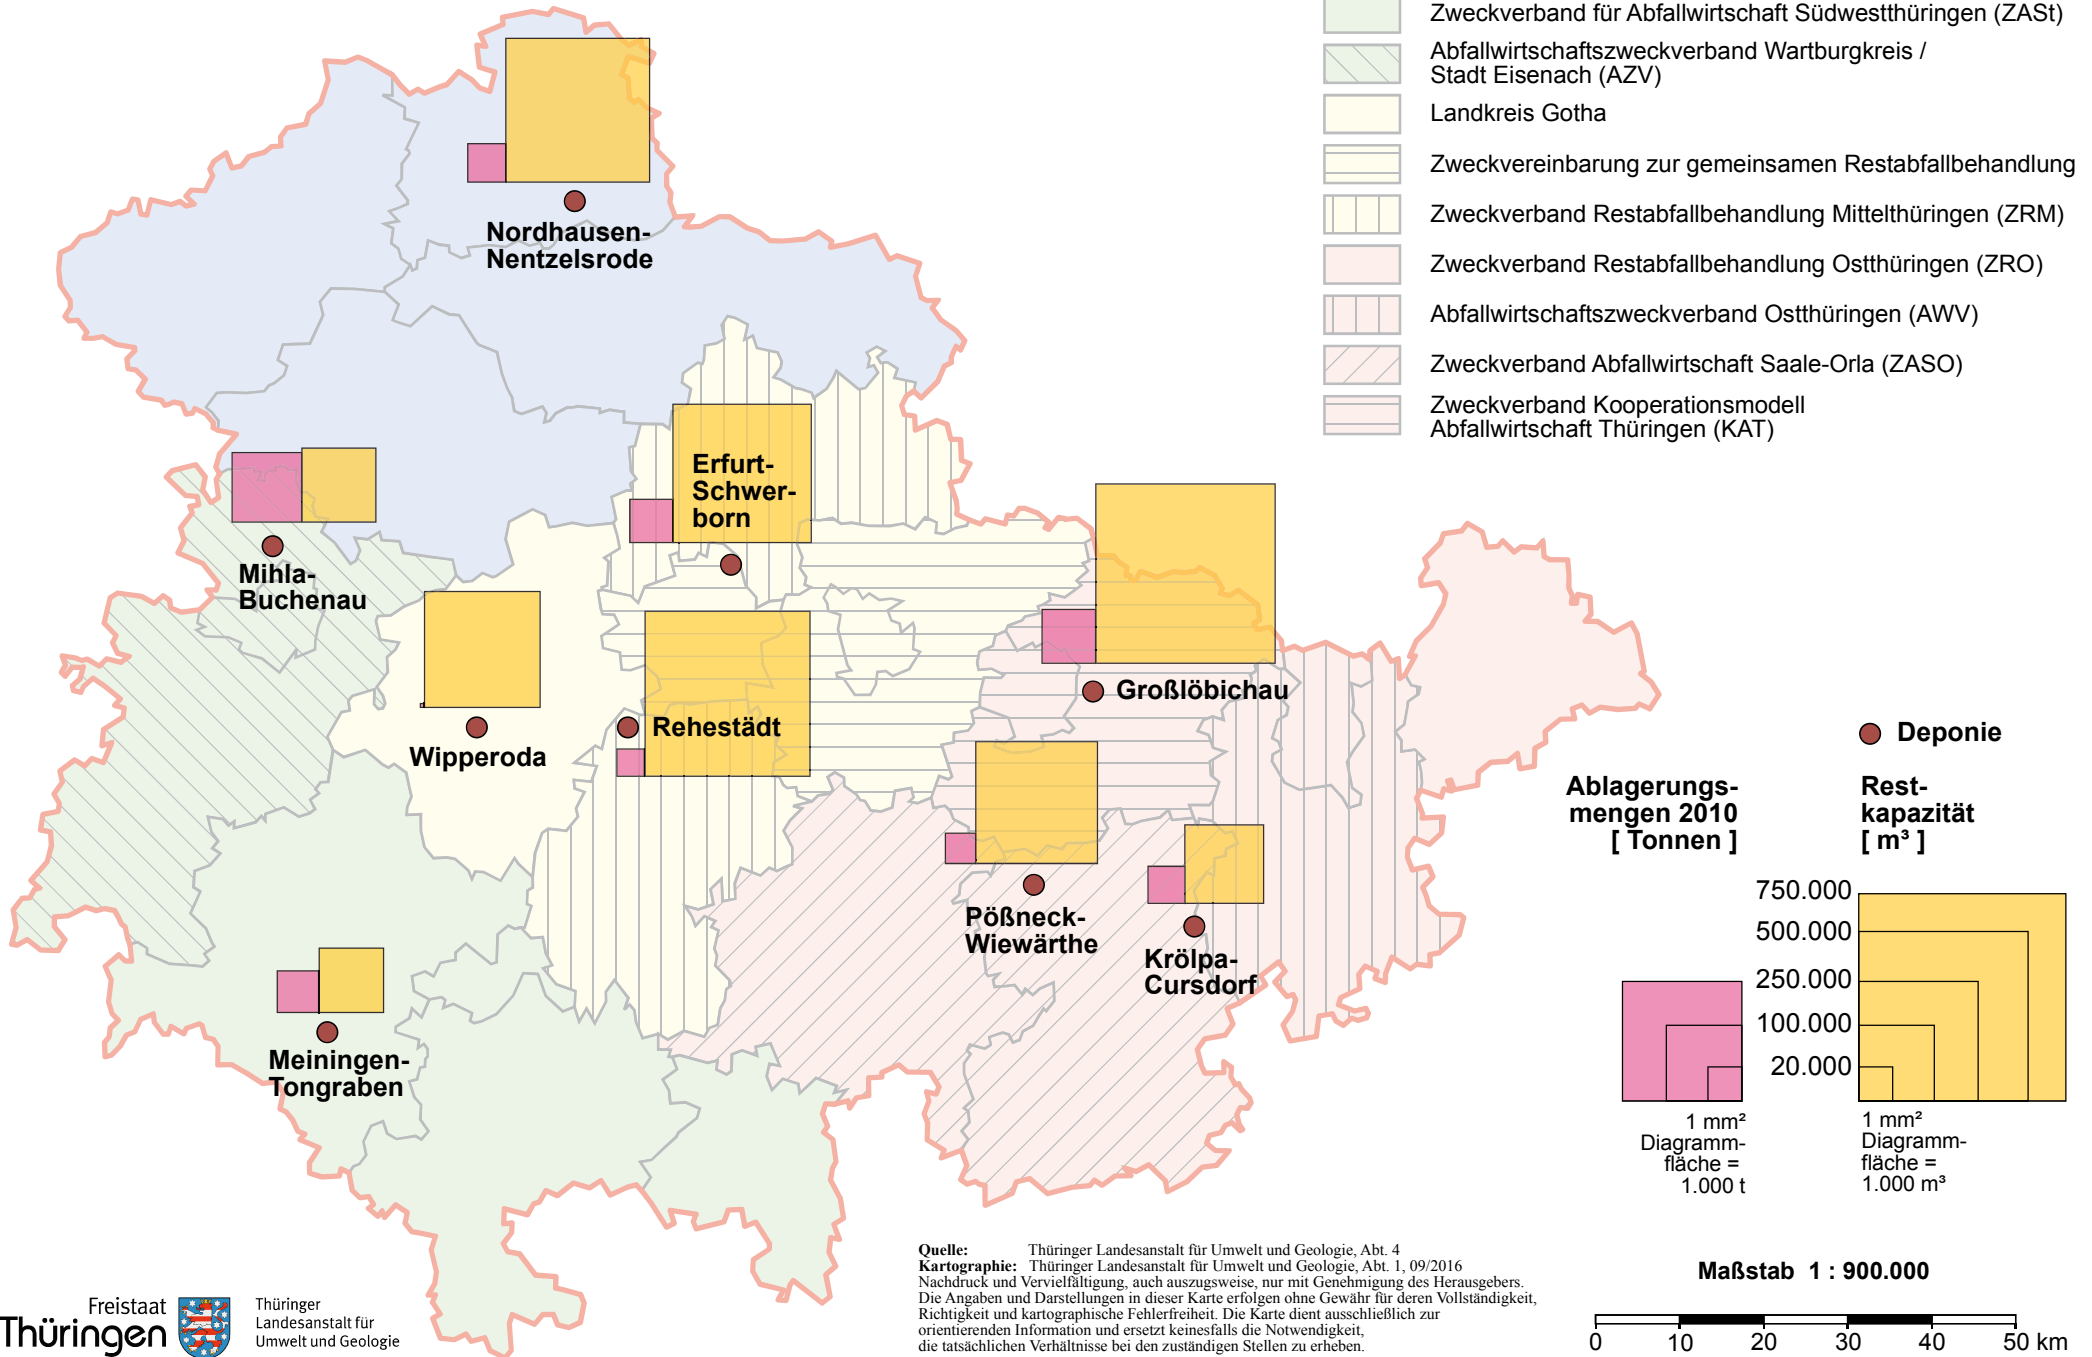 Zweckverband für Abfallwirtschaft Südwestthüringen (ZASt)
Abfallwirtschaftszweckverband Wartburgkreis /
Stadt Eisenach (AZV)
Landkreis Gotha
Zweckvereinbarung zur gemeinsamen Restabfallbehandlung
Zweckverband Restabfallbehandlung Mittelthüringen (ZRM)
Zweckverband Restabfallbehandlung Ostthüringen (ZRO)
Abfallwirtschaftszweckverband Ostthüringen (AWV)
Zweckverband Abfallwirtschaft Saale-Orla (ZASO)
Zweckverband Kooperationsmodell
Abfallwirtschaft Thüringen (KAT)
Nordhausen-
Nentzelsrode
Erfurt-
Schwer-
born
Mihla-
Buchenau
Wipperoda
Rehestädt
Großlöbichau
Pößneck-
Wiewärthe
Krölpa-
Cursdorf
Meiningen-
Tongraben
Deponie
Ablagerungs-
mengen 2010
[ Tonnen ]
Rest-
kapazität
[ m³ ]
750.000
500.000
250.000
100.000
20.000
1 mm²
Diagramm-
fläche =
1.000 t
1 mm²
Diagramm-
fläche =
1.000 m³
Maßstab 1 : 900.000
0 10 20 30 40 50 km
Quelle: Thüringer Landesanstalt für Umwelt und Geologie, Abt. 4
Kartographie: Thüringer Landesanstalt für Umwelt und Geologie, Abt. 1, 09/2016
Nachdruck und Vervielfältigung, auch auszugsweise, nur mit Genehmigung des Herausgebers.
Die Angaben und Darstellungen in dieser Karte erfolgen ohne Gewähr für deren Vollständigkeit,
Richtigkeit und kartographische Fehlerfreiheit. Die Karte dient ausschließlich zur
orientierenden Information und ersetzt keinesfalls die Notwendigkeit,
die tatsächlichen Verhältnisse bei den zuständigen Stellen zu erheben.
Freistaat
Thüringen
Thüringer
Landesanstalt für
Umwelt und Geologie